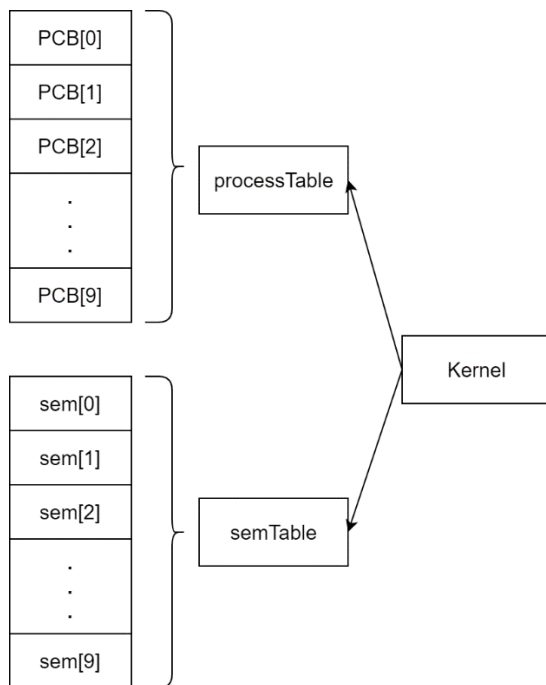 PCB[0]
PCB[1]
PCB[2]
.
.
.
PCB[9]
processTable
Kernel
sem[0]
sem[1]
sem[2]
.
.
.
sem[9]
semTable